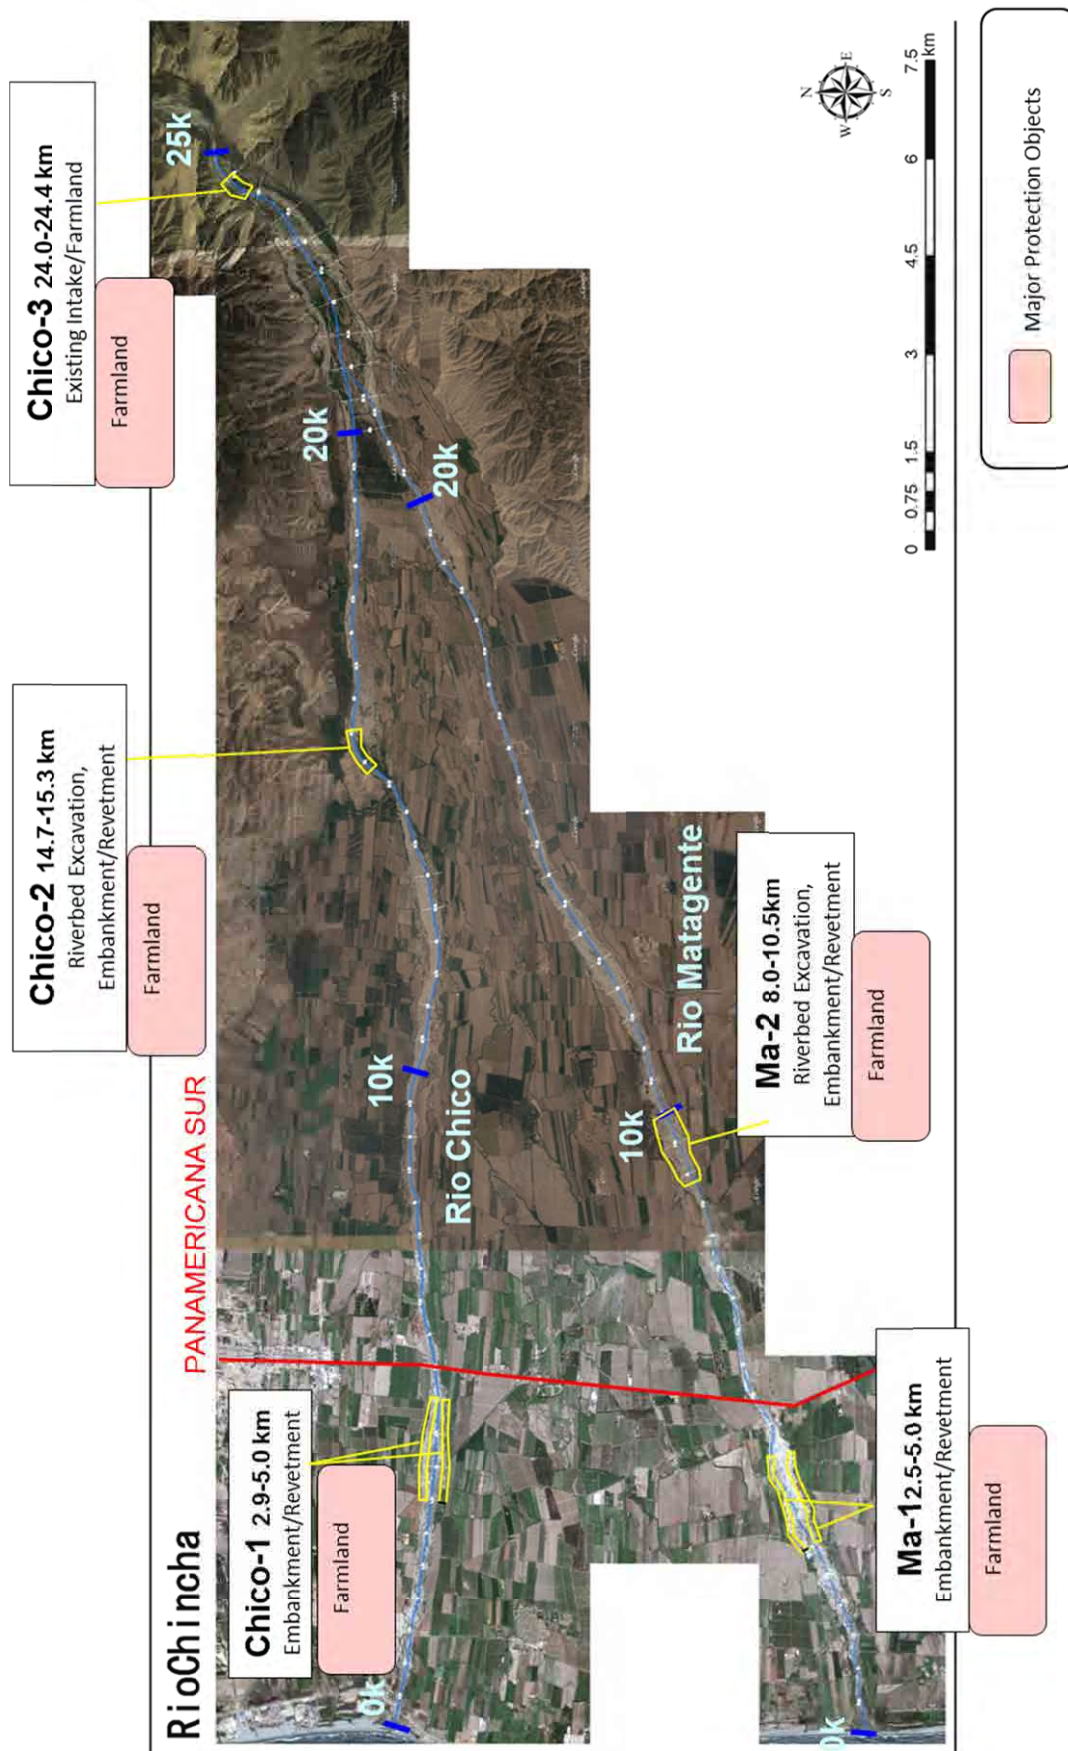 RioChincha
PANAMERICANA SUR
Chico-1 2.9-5.0 km
Embankment/Revetment
Farmland
Chico-2 14.7-15.3 km
Riverbed Excavation,
Embankment/Revetment
Farmland
Chico-3 24.0-24.4 km
Existing Intake/Farmland
Farmland
0k
10k
20k
25k
Rio Chico
0k
10k
20k
Rio Matagente
Ma-1 2.5-5.0 km
Embankment/Revetment
Farmland
Ma-2 8.0-10.5km
Riverbed Excavation,
Embankment/Revetment
Farmland
N
E
S
W
0 0.75 1.5 3 4.5 6 7.5
km
Major Protection Objects